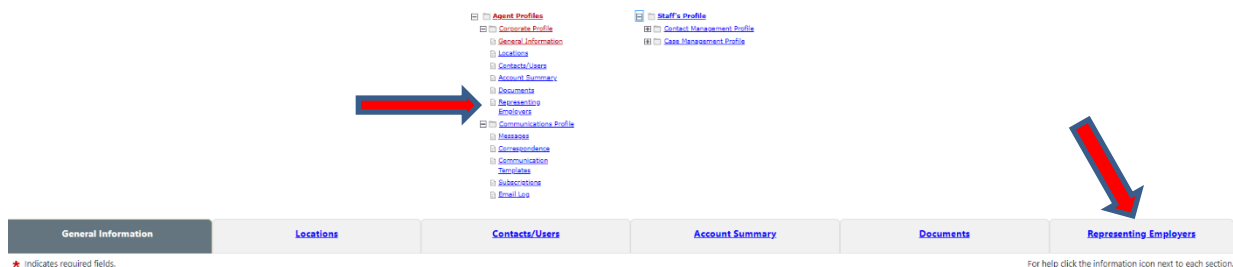 Agent Profiles
Corporate Profile
General Information
Locations
Contacts/Users
Account Summary
Documents
Representing
Employers
Communications Profile
Messages
Correspondence
Communication
Templates
Subscriptions
Email Log
Staff's Profile
Contact Management Profile
Case Management Profile
General Information Locations Contacts/Users Account Summary Documents Representing Employers
* Indicates required fields. For help click the information icon next to each section.